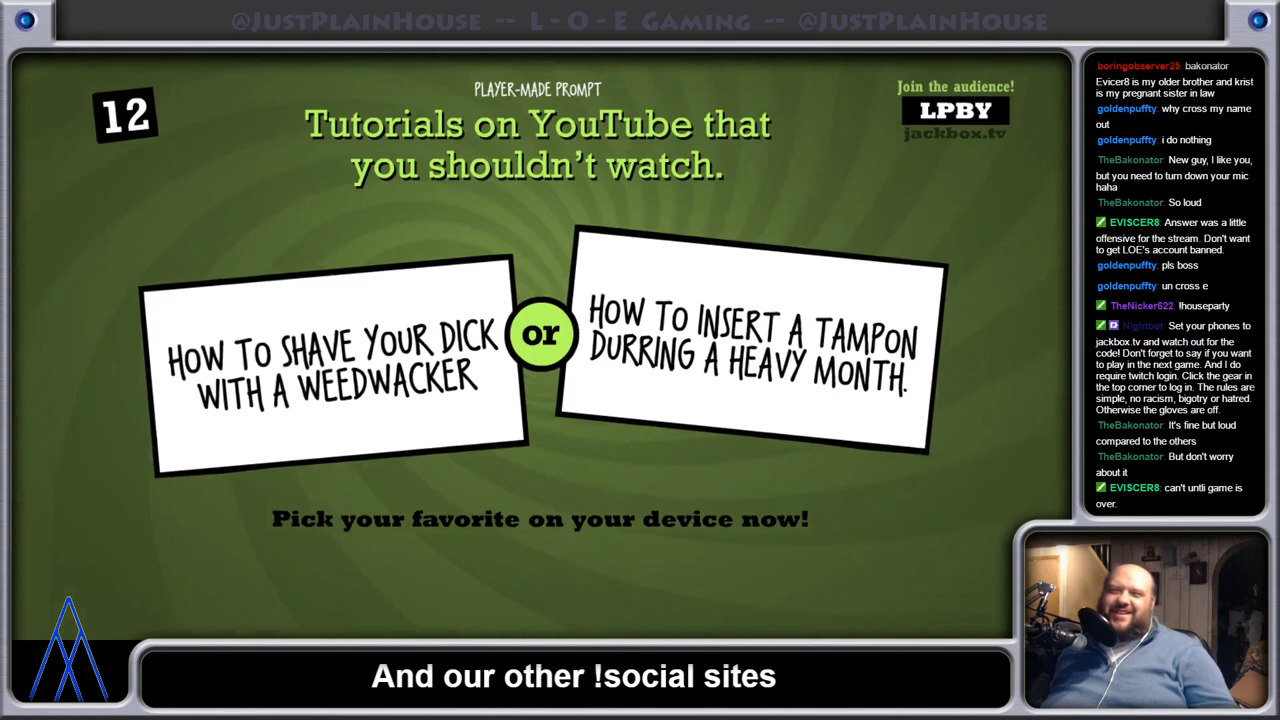 @JustPlainHouse -- L - O - E Gaming -- @JustPlainHouse
12
PLAYER-MADE PROMPT
Tutorials on YouTube that
you shouldn't watch.
Join the audience!
LPBY
jackbox.tv
HOW TO SHAVE YOUR DICK
WITH A WEEDWACKER
or
HOW TO INSERT A TAMPON
DURRING A HEAVY MONTH.
Pick your favorite on your device now!
And our other !social sites
boringobserver25: bakonator
Evicer8 is my older brother and krist
is my pregnant sister in law
goldenpuffty: why cross my name
out
goldenpuffty: i do nothing
TheBakonator: New guy, I like you,
but you need to turn down your mic
haha
TheBakonator: So loud
EVISCER8: Answer was a little
offensive for the stream. Don't want
to get LOE's account banned.
goldenpuffty: pls boss
goldenpuffty: un cross e
TheNicker622 !houseparty
Nightbot: Set your phones to
jackbox.tv and watch out for the
code! Don't forget to say if you want
to play in the next game. And I do
require twitch login. Click the gear in
the top corner to log in. The rules are
simple, no racism, bigotry or hatred.
Otherwise the gloves are off.
TheBakonator: It's fine but loud
compared to the others
TheBakonator: But don't worry
about it
EVISCER8: can't untli game is
over.